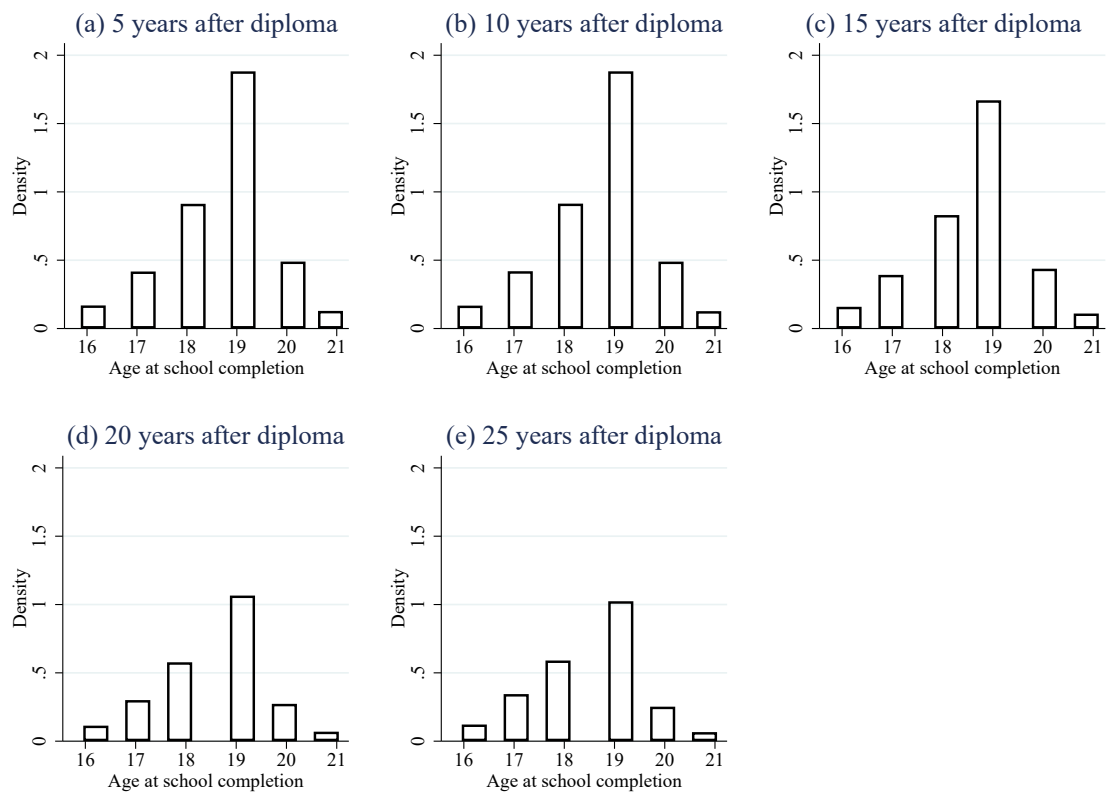 (a) 5 years after diploma
Density
2
1.5
1
.5
0
16 17 18 19 20 21
Age at school completion
(b) 10 years after diploma
Density
2
1.5
1
.5
0
16 17 18 19 20 21
Age at school completion
(c) 15 years after diploma
Density
2
1.5
1
.5
0
16 17 18 19 20 21
Age at school completion
(d) 20 years after diploma
Density
2
1.5
1
.5
0
16 17 18 19 20 21
Age at school completion
(e) 25 years after diploma
Density
2
1.5
1
.5
0
16 17 18 19 20 21
Age at school completion